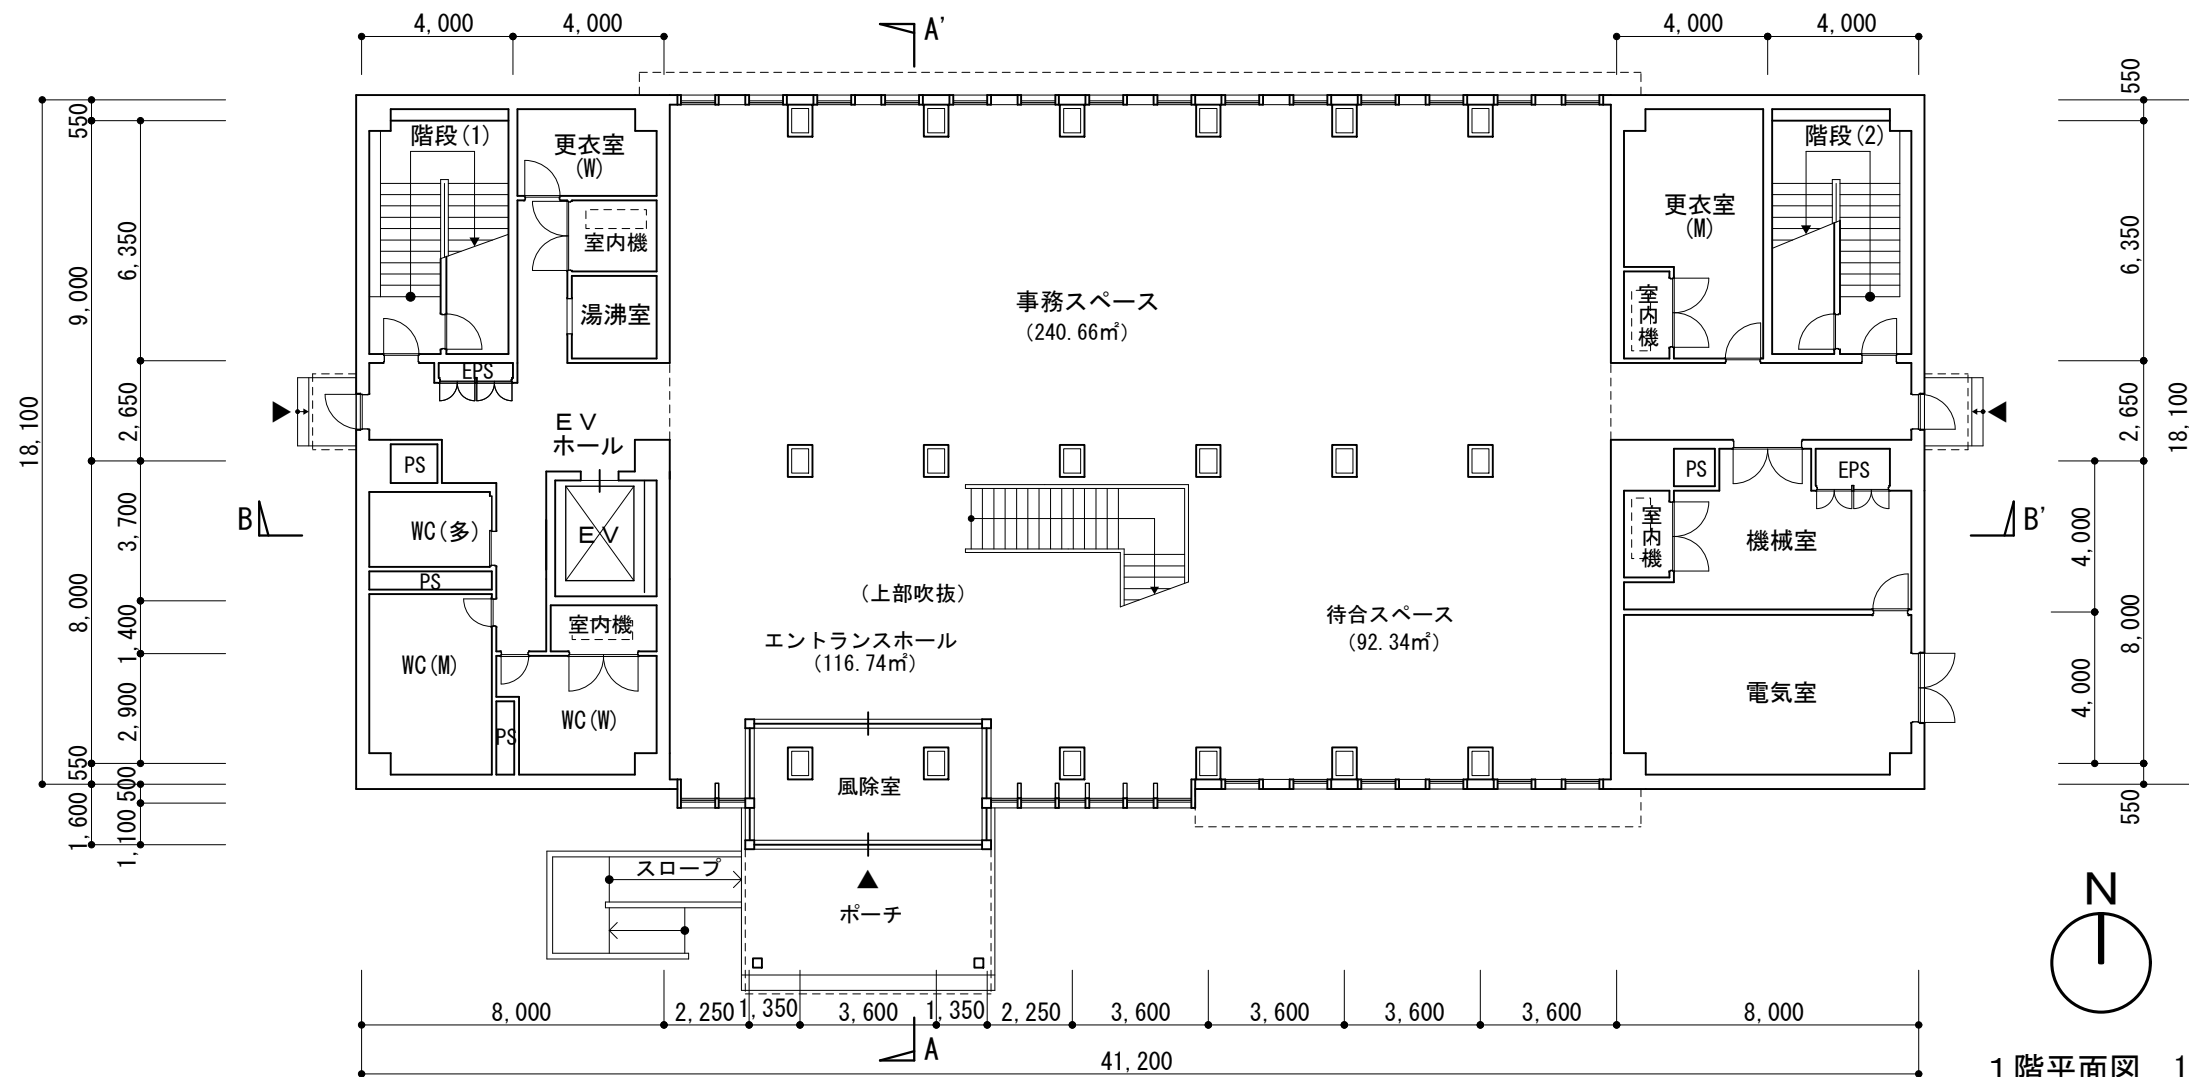 4,000
4,000
A'
4,000
4,000
550
9,000
18,100
8,000
550
1,600
6,350
2,650
3,700
1,400
2,900
500
1,100
550
6,350
2,650
18,100
4,000
8,000
4,000
550
階段(1)
更衣室
(W)
室内機
湯沸室
EPS
EV
ホール
PS
WC(多)
EV
PS
室内機
WC(M)
WC(W)
PS
B
事務スペース
(240.66㎡)
(上部吹抜)
エントランスホール
(116.74㎡)
待合スペース
(92.34㎡)
風除室
スロープ
ポーチ
更衣室
(M)
階段(2)
室内機
PS
EPS
室内機
機械室
電気室
B'
N
8,000
2,250
1,350
3,600
1,350
2,250
3,600
3,600
3,600
3,600
8,000
A
41,200
1階平面図 1